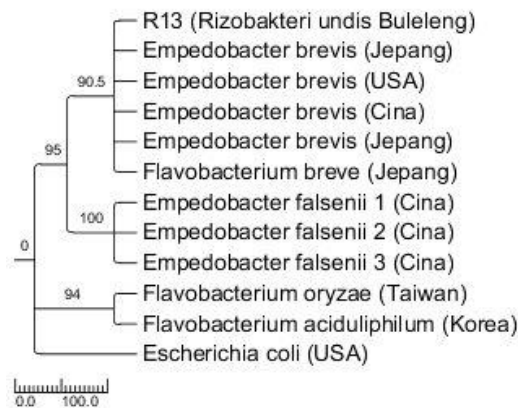 R13 (Rizobakteri undis Buleleng)
Empedobacter brevis (Jepang)
90.5
Empedobacter brevis (USA)
Empedobacter brevis (Cina)
Empedobacter brevis (Jepang)
95
Flavobacterium breve (Jepang)
Empedobacter falsenii 1 (Cina)
100
Empedobacter falsenii 2 (Cina)
0
Empedobacter falsenii 3 (Cina)
94
Flavobacterium oryzae (Taiwan)
Flavobacterium aciduliphilum (Korea)
Escherichia coli (USA)
0.0 100.0